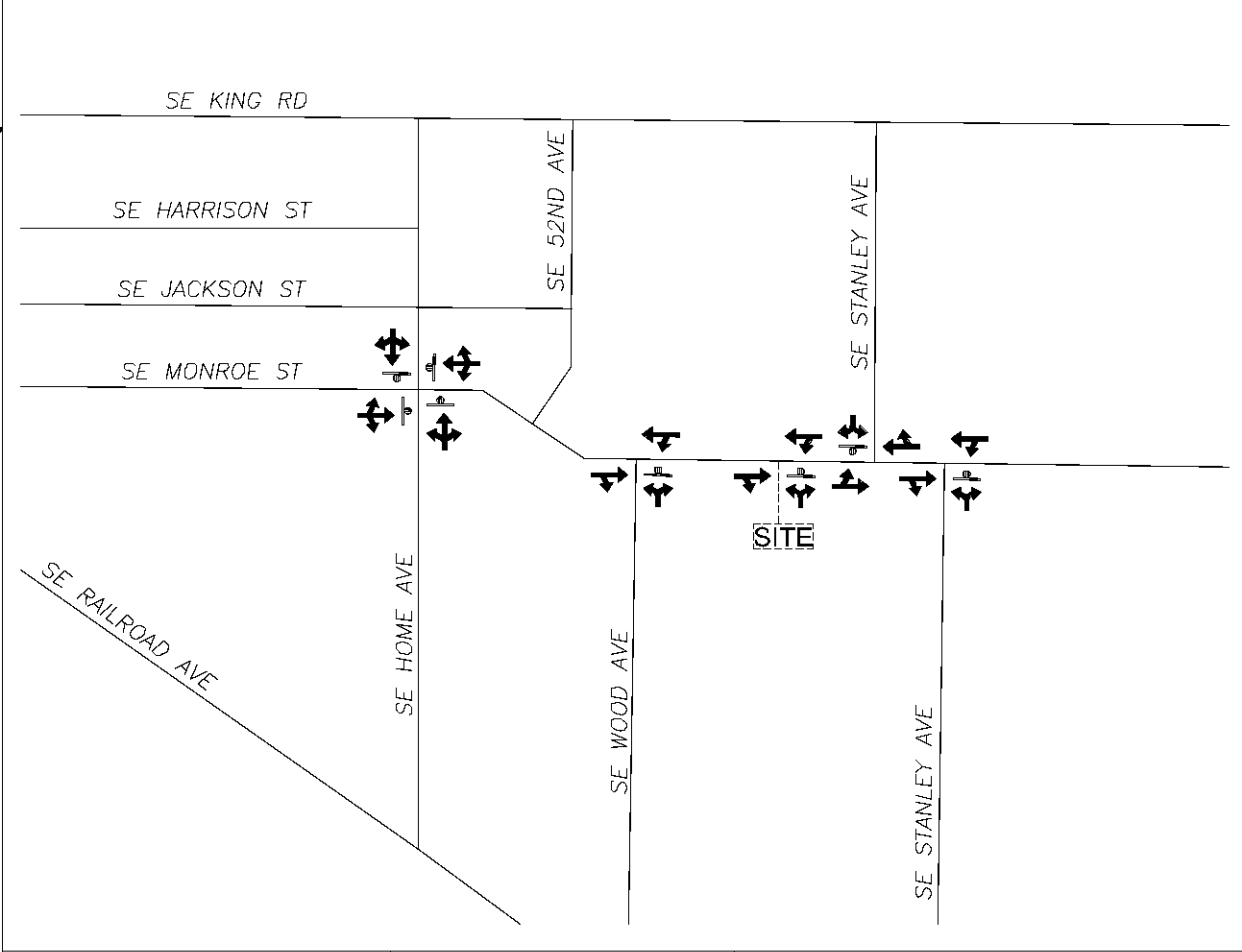 SE KING RD
SE HARRISON ST
SE 52ND AVE
SE STANLEY AVE
SE JACKSON ST
SE MONROE ST
SITE
SE RAILROAD AVE
SE HOME AVE
SE WOOD AVE
SE STANLEY AVE